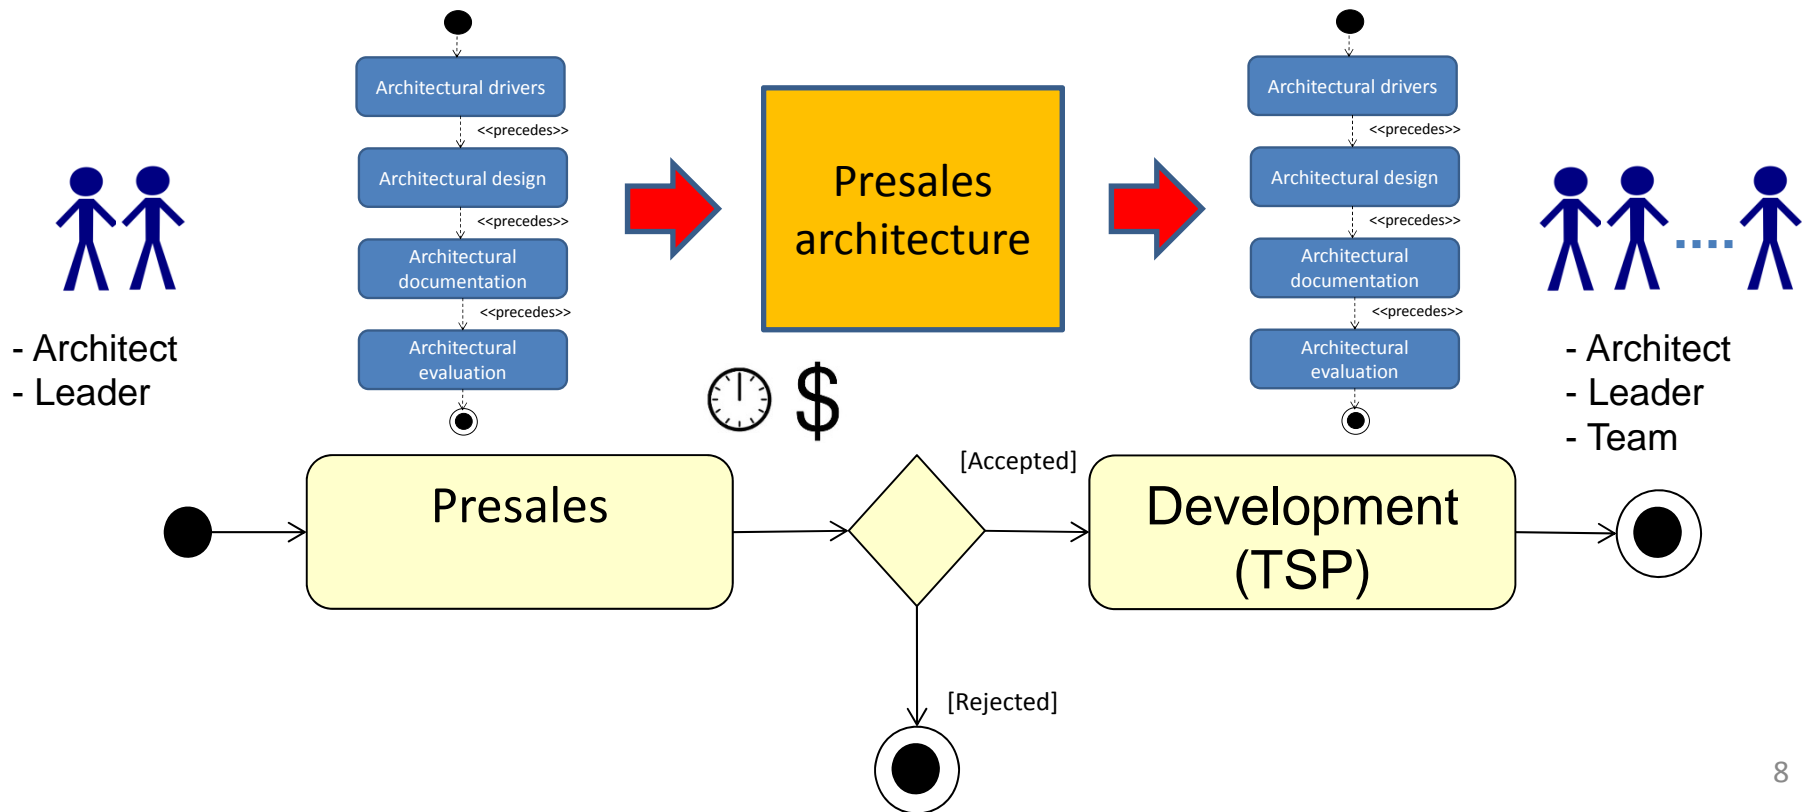 Architectural drivers
<<precedes>>
Architectural design
<<precedes>>
Architectural
documentation
<<precedes>>
Architectural
evaluation
- Architect
- Leader
Presales
architecture
$
Architectural drivers
<<precedes>>
Architectural design
<<precedes>>
Architectural
documentation
<<precedes>>
Architectural
evaluation
- Architect
- Leader
- Team
Presales
[Accepted]
Development
(TSP)
[Rejected]
8